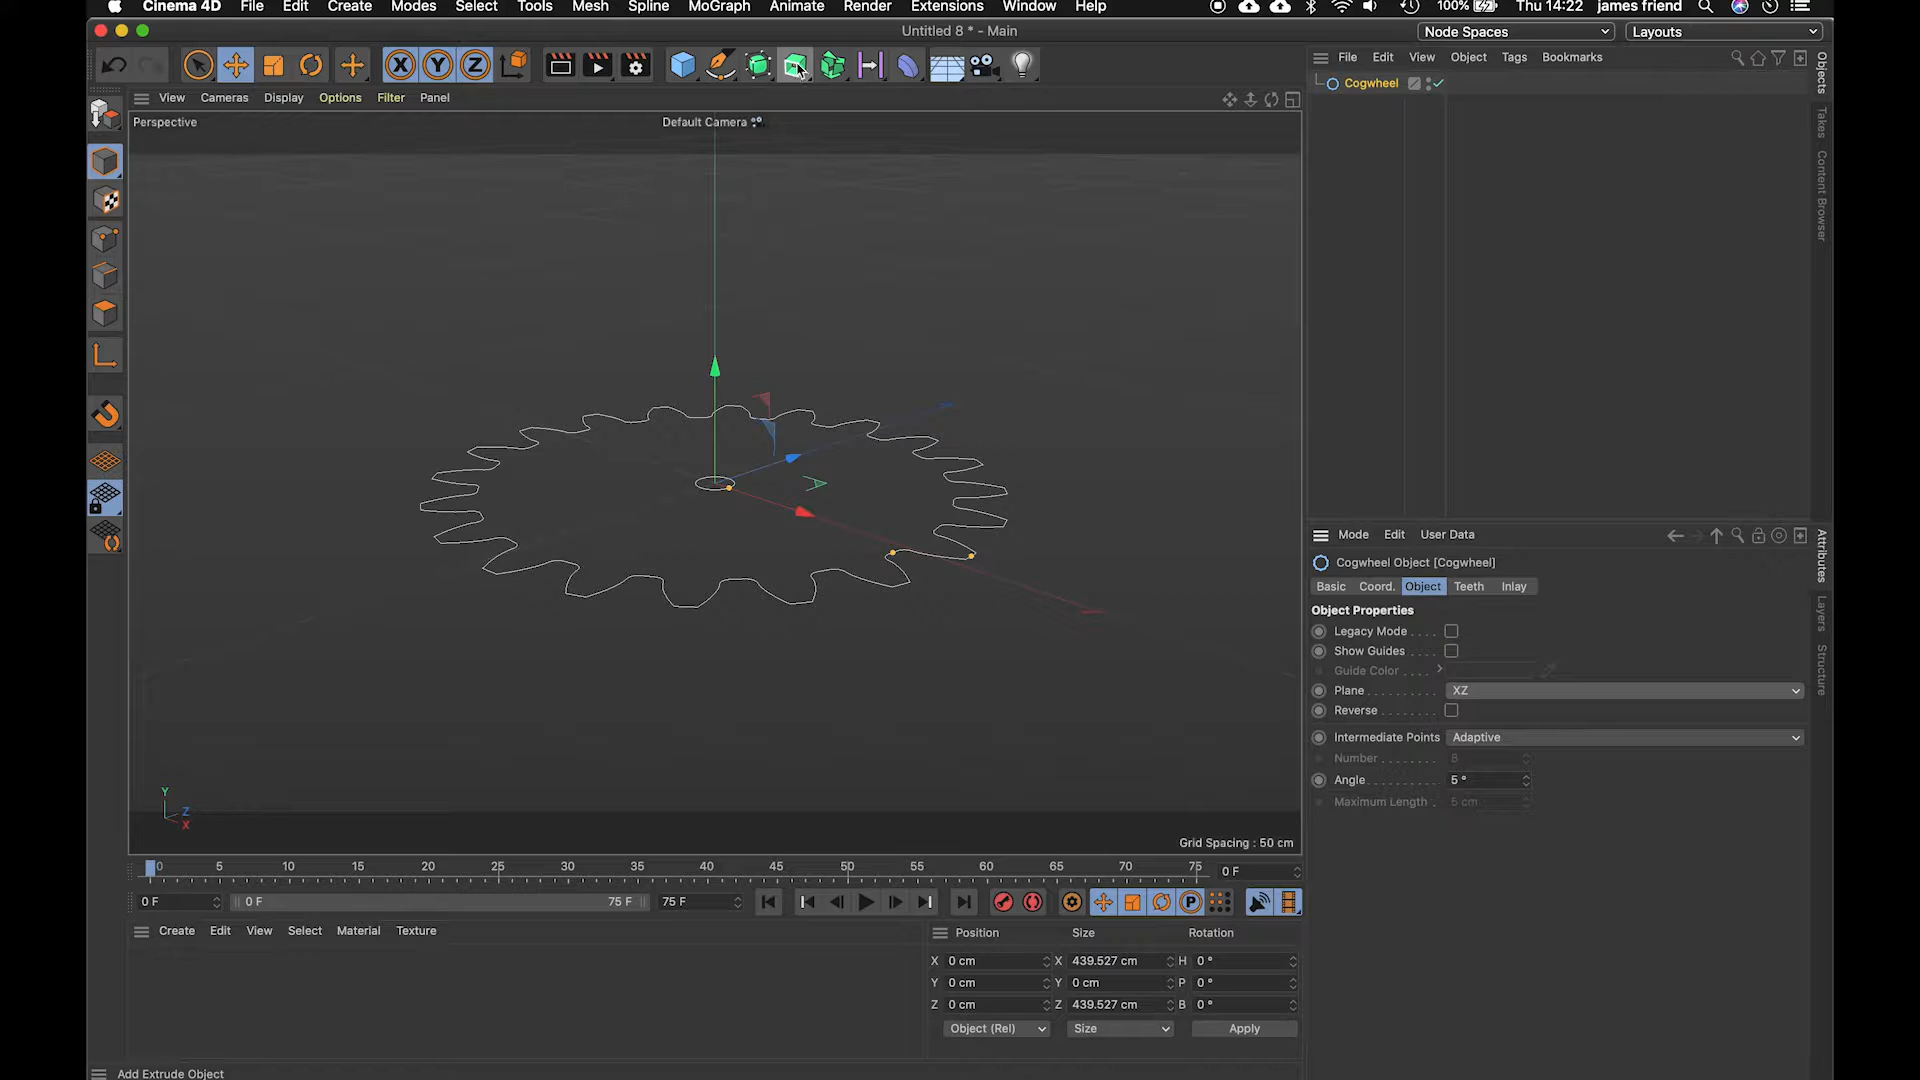 Cinema 4D File Edit Create Modes Select Tools Mesh Spline MoGraph Animate Render Extensions Window Help 100% Thu 14:22 james friend
Untitled 8 * - Main
Node Spaces Layouts
File Edit View Object Tags Bookmarks
View Cameras Display Options Filter Panel
Cogwheel
Perspective
Default Camera
X Y Z
Objects
Takes
Content Browser
Mode Edit User Data
Cogwheel Object [Cogwheel]
Basic Coord. Object Teeth Inlay
Object Properties
Legacy Mode . . . .
Show Guides . . . .
Guide Color . . . . .
Plane . . . . . . . . . . XZ
Reverse . . . . . . . .
Intermediate Points Adaptive
Number . . . . . . . . 8
Angle . . . . . . . . . . 5 °
Maximum Length . 5 cm
Attributes
Layers
Structure
Y
Z
X
Grid Spacing : 50 cm
0 5 10 15 20 25 30 35 40 45 50 55 60 65 70 75 0 F
0 F 0 F 75 F 75 F P
Create Edit View Select Material Texture
Position Size Rotation
X 0 cm X 439.527 cm H 0 °
Y 0 cm Y 0 cm P 0 °
Z 0 cm Z 439.527 cm B 0 °
Object (Rel) Size Apply
Add Extrude Object